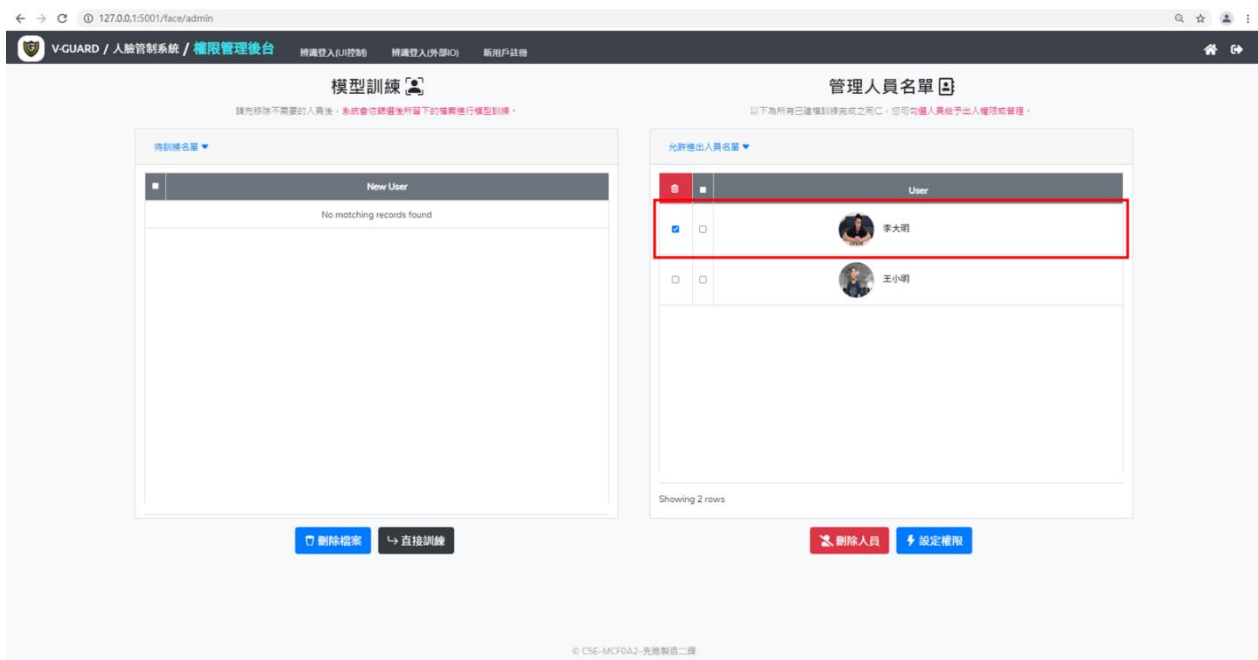 127.0.0.1:5001/face/admin
V-GUARD / 人臉管制系統 / 權限管理後台 辨識登入(UI控制) 辨識登入(外部IO) 新用戶註冊
模型訓練
請先移除不需要的人員後，系統會依篩選後所留下的檔案進行模型訓練。
待訓練名單
New User
No matching records found
刪除檔案 直接訓練
管理人員名單
以下為所有已建檔訓練完成之同仁，您可勾選人員給予出入權限或管理。
允許進出人員名單
User
李大明
王小明
Showing 2 rows
刪除人員 設定權限
© CSE-MCF0A2-先進製造二課